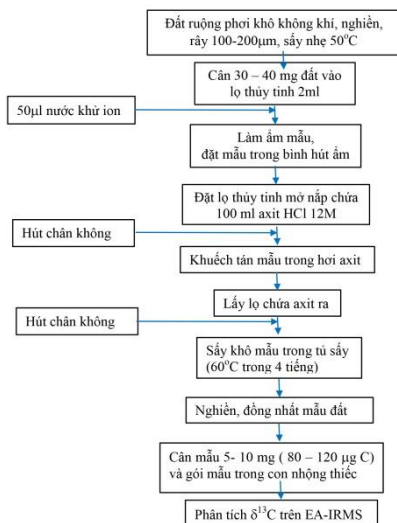 Đất ruộng phơi khô không khí, nghiền,
rây 100-200µm, sấy nhẹ 50°C
Cân 30 – 40 mg đất vào
lọ thủy tinh 2ml
50µl nước khử ion
Làm ẩm mẫu,
đặt mẫu trong bình hút ẩm
Đặt lọ thủy tinh mở nắp chứa
100 ml axit HCl 12M
Hút chân không
Khuếch tán mẫu trong hơi axit
Lấy lọ chứa axit ra
Hút chân không
Sấy khô mẫu trong tủ sấy
(60°C trong 4 tiếng)
Nghiền, đồng nhất mẫu đất
Cân mẫu 5- 10 mg ( 80 – 120 µg C)
và gói mẫu trong con nhộng thiếc
Phân tích δ¹³C trên EA-IRMS